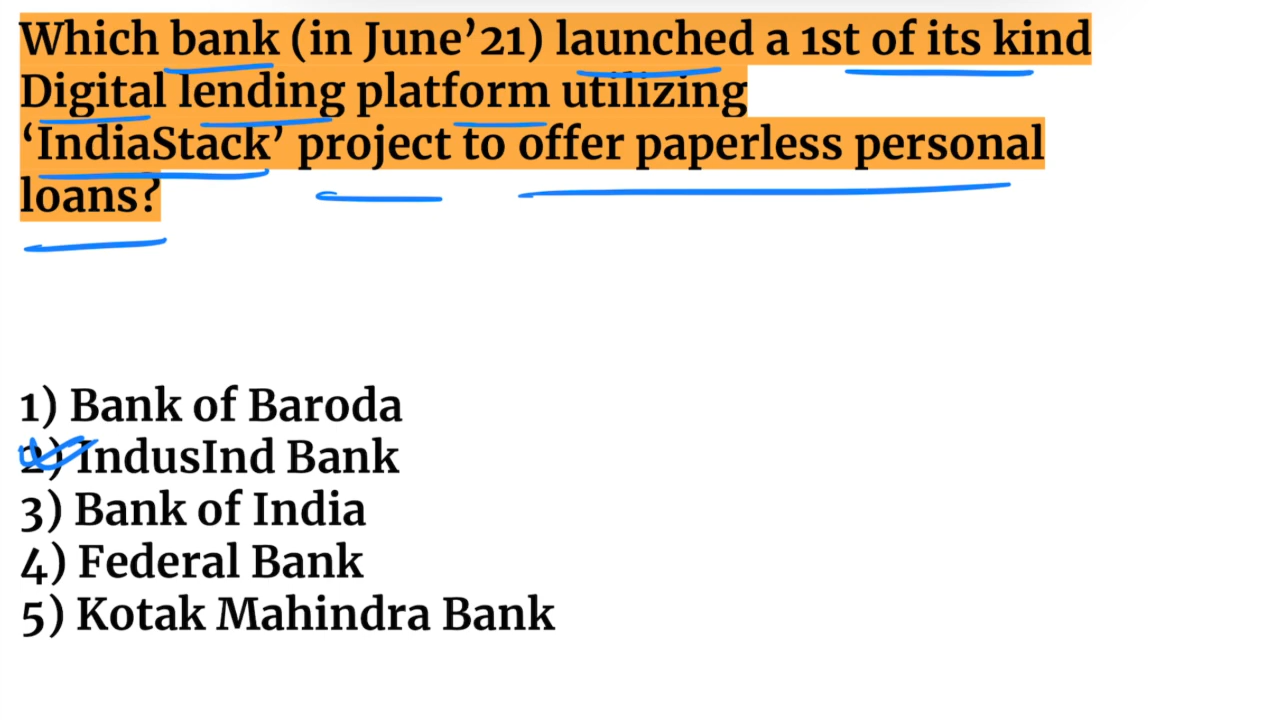 Which bank (in June’21) launched a 1st of its kind
Digital lending platform utilizing
‘IndiaStack’ project to offer paperless personal
loans?
1) Bank of Baroda
2) IndusInd Bank
3) Bank of India
4) Federal Bank
5) Kotak Mahindra Bank